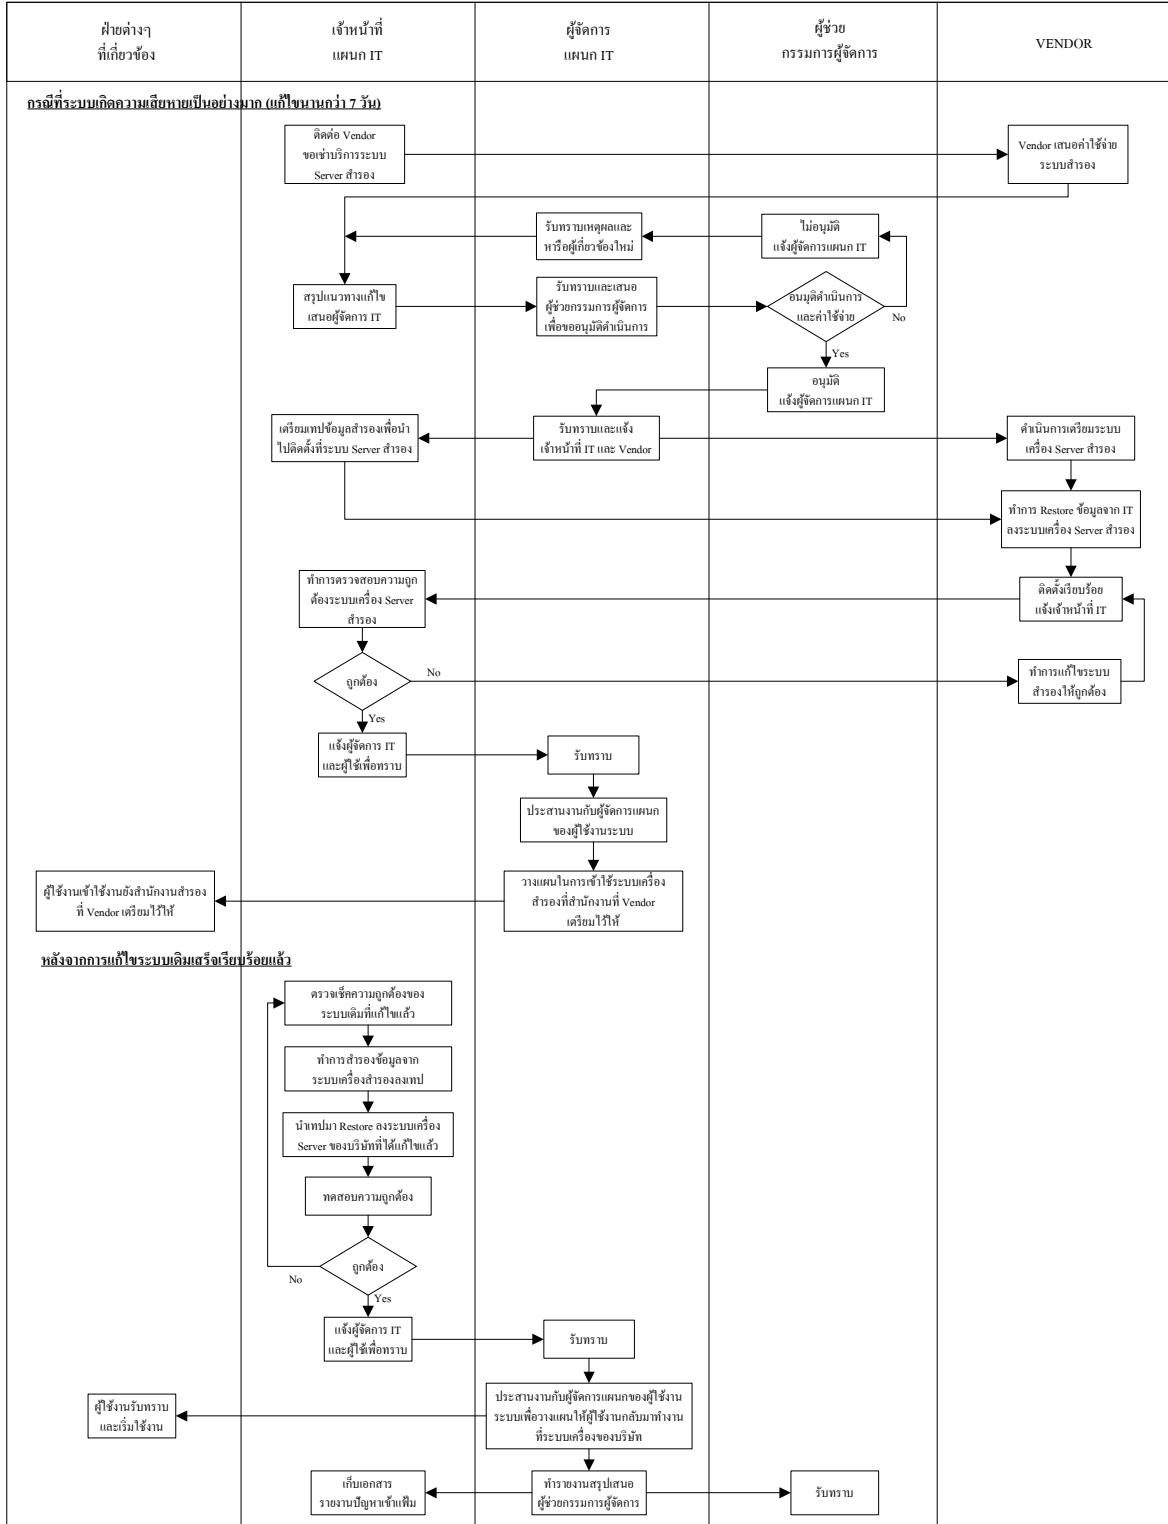 ฝ่ายต่างๆ
ที่เกี่ยวข้อง
เจ้าหน้าที่
แผนก IT
ผู้จัดการ
แผนก IT
ผู้ช่วย
กรรมการผู้จัดการ
VENDOR
กรณีที่ระบบเกิดความเสียหายเป็นอย่างมาก (แก้ไขนานกว่า 7 วัน)
ติดต่อ Vendor
ขอเช่าบริการระบบ
Server สำรอง
Vendor เสนอค่าใช้จ่าย
ระบบสำรอง
รับทราบเหตุผลและ
หารือผู้เกี่ยวข้องใหม่
ไม่อนุมัติ
แจ้งผู้จัดการแผนก IT
สรุปแนวทางแก้ไข
เสนอผู้จัดการ IT
รับทราบและเสนอ
ผู้ช่วยกรรมการผู้จัดการ
เพื่อขออนุมัติดำเนินการ
อนมุติดำเนินการ
และค่าใช้จ่าย
No
Yes
อนุมัติ
แจ้งผู้จัดการแผนก IT
เตรียมเทปข้อมูลสำรองเพื่อนำ
ไปติดตั้งที่ระบบ Server สำรอง
รับทราบและแจ้ง
เจ้าหน้าที่ IT และ Vendor
ดำเนินการเตรียมระบบ
เครื่อง Server สำรอง
ทำการ Restore ข้อมูลจาก IT
ลงระบบเครื่อง Server สำรอง
ทำการตรวจสอบความถูก
ต้องระบบเครื่อง Server
สำรอง
ติดตั้งเรียบร้อย
แจ้งเจ้าหน้าที่ IT
ถูกต้อง
No
ทำการแก้ไขระบบ
สำรองให้ถูกต้อง
Yes
แจ้งผู้จัดการ IT
และผู้ใช้เพื่อทราบ
รับทราบ
ประสานงานกับผู้จัดการแผนก
ของผู้ใช้งานระบบ
ผู้ใช้งานเข้าใช้งานยังสำนักงานสำรอง
ที่ Vendor เตรียมไว้ให้
วางแผนในการเข้าใช้ระบบเครื่อง
สำรองที่สำนักงานที่ Vendor
เตรียมไว้ให้
หลังจากการแก้ไขระบบเดิมเสร็จเรียบร้อยแล้ว
ตรวจเช็คความถูกต้องของ
ระบบเดิมที่แก้ไขแล้ว
ทำการสำรองข้อมูลจาก
ระบบเครื่องสำรองลงเทป
นำเทปมา Restore ลงระบบเครื่อง
Server ของบริษัทที่ได้แก้ไขแล้ว
ทดสอบความถูกต้อง
ถูกต้อง
No
Yes
แจ้งผู้จัดการ IT
และผู้ใช้เพื่อทราบ
รับทราบ
ผู้ใช้งานรับทราบ
และเริ่มใช้งาน
ประสานงานกับผู้จัดการแผนกของผู้ใช้งาน
ระบบเพื่อวางแผนให้ผู้ใช้งานกลับมาทำงาน
ที่ระบบเครื่องของบริษัท
เก็บเอกสาร
รายงานปัญหาเข้าแฟ้ม
ทำรายงานสรุปเสนอ
ผู้ช่วยกรรมการผู้จัดการ
รับทราบ